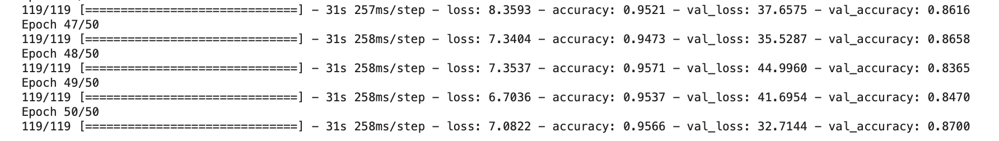 119/119 [==============================] - 31s 257ms/step - loss: 8.3593 - accuracy: 0.9521 - val_loss: 37.6575 - val_accuracy: 0.8616
Epoch 47/50
119/119 [==============================] - 31s 258ms/step - loss: 7.3404 - accuracy: 0.9473 - val_loss: 35.5287 - val_accuracy: 0.8658
Epoch 48/50
119/119 [==============================] - 31s 258ms/step - loss: 7.3537 - accuracy: 0.9571 - val_loss: 44.9960 - val_accuracy: 0.8365
Epoch 49/50
119/119 [==============================] - 31s 258ms/step - loss: 6.7036 - accuracy: 0.9537 - val_loss: 41.6954 - val_accuracy: 0.8470
Epoch 50/50
119/119 [==============================] - 31s 258ms/step - loss: 7.0822 - accuracy: 0.9566 - val_loss: 32.7144 - val_accuracy: 0.8700